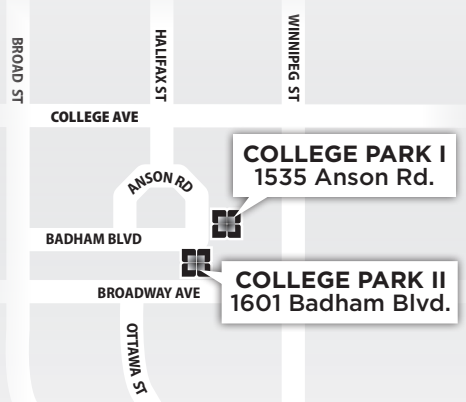 BROAD ST
HALIFAX ST
WINNIPEG ST
COLLEGE AVE
COLLEGE PARK I
1535 Anson Rd.
ANSON RD
BADHAM BLVD
COLLEGE PARK II
1601 Badham Blvd.
BROADWAY AVE
OTTAWA ST